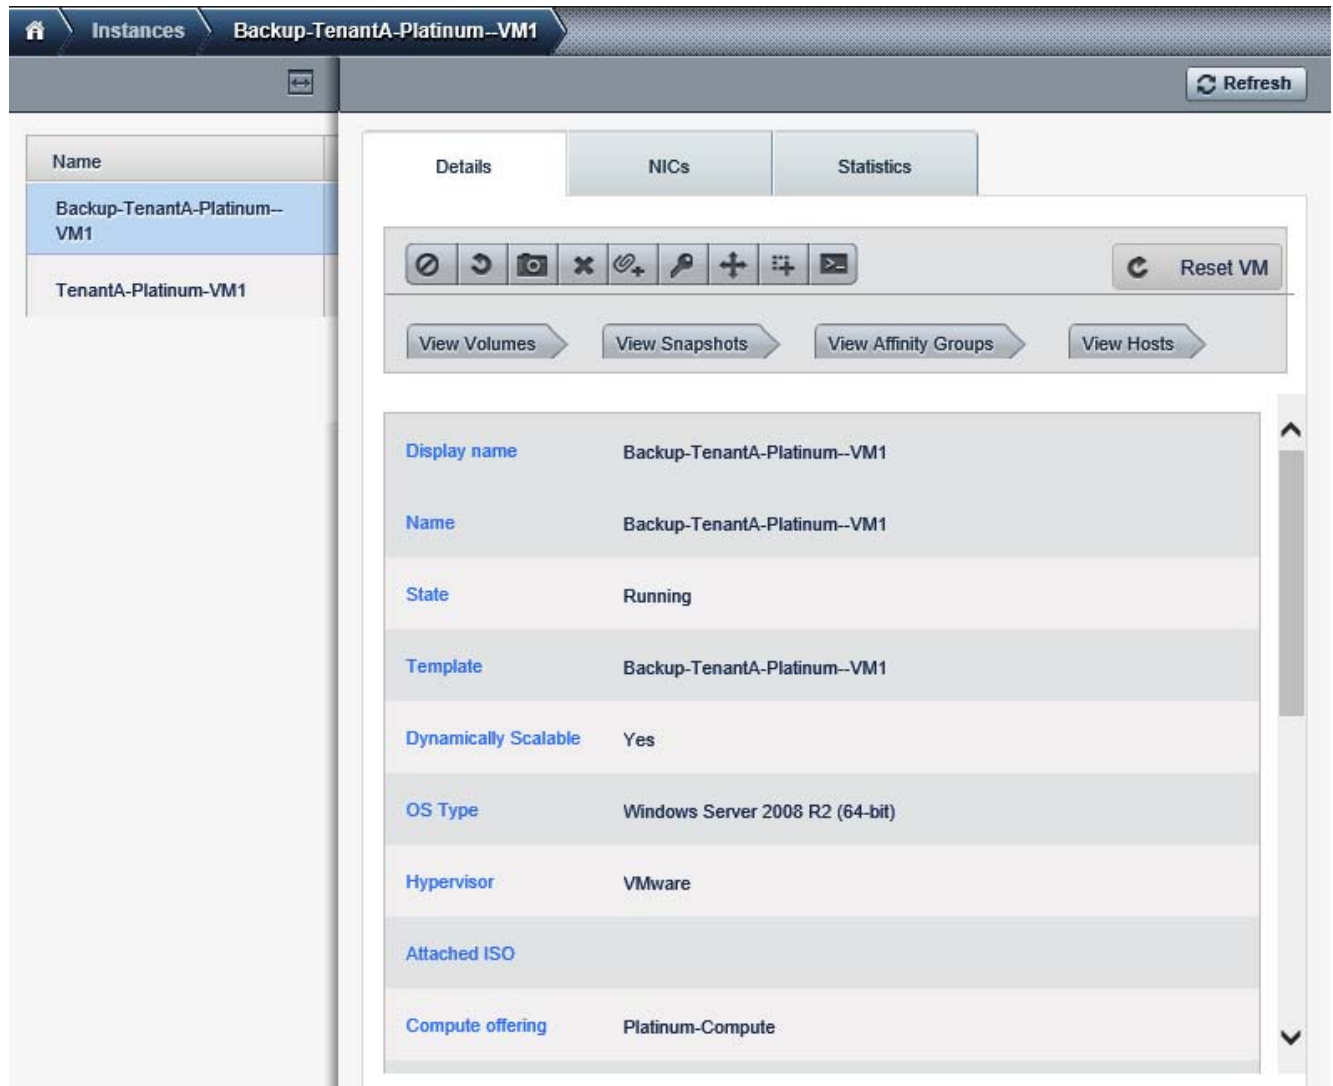 Instances Backup-TenantA-Platinum--VM1
Refresh
Name
Backup-TenantA-Platinum--
VM1
TenantA-Platinum-VM1
Details NICs Statistics
Reset VM
View Volumes View Snapshots View Affinity Groups View Hosts
Display name Backup-TenantA-Platinum--VM1
Name Backup-TenantA-Platinum--VM1
State Running
Template Backup-TenantA-Platinum--VM1
Dynamically Scalable Yes
OS Type Windows Server 2008 R2 (64-bit)
Hypervisor VMware
Attached ISO
Compute offering Platinum-Compute